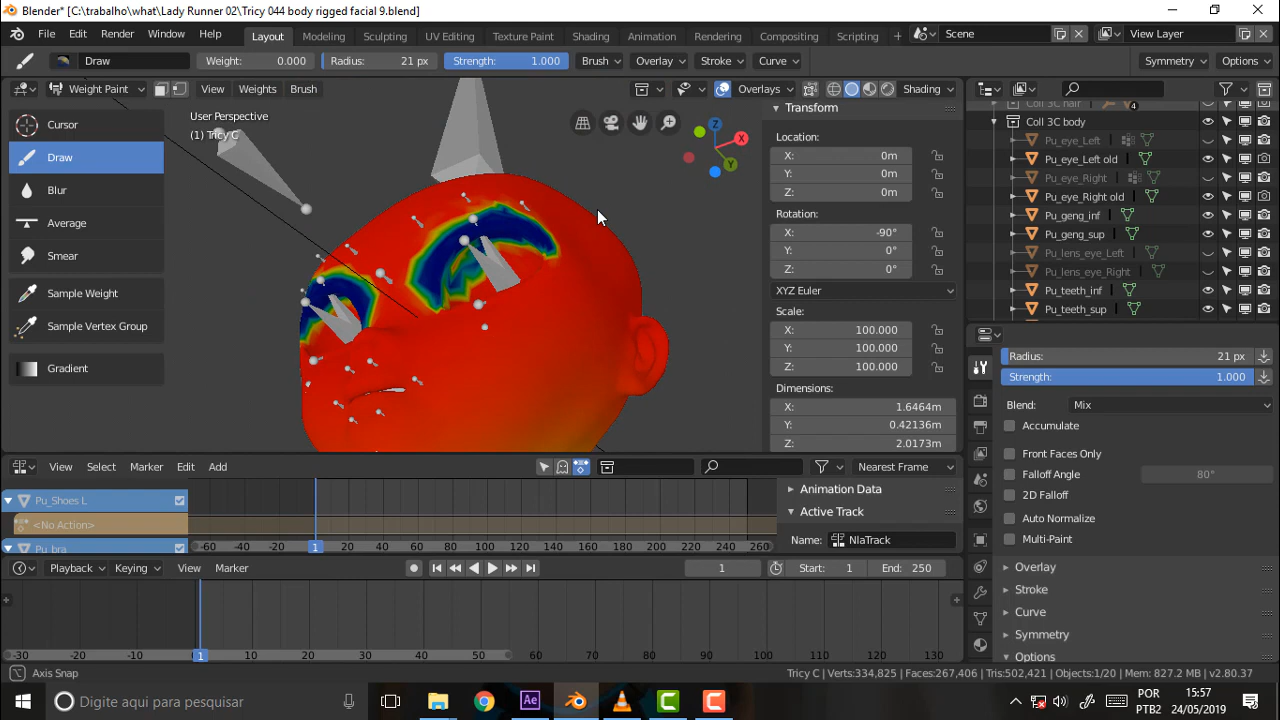 Blender* [C:\trabalho\what\Lady Runner 02\Tricy 044 body rigged facial 9.blend]
File Edit Render Window Help Layout Modeling Sculpting UV Editing Texture Paint Shading Animation Rendering Compositing Scripting Scene View Layer
Draw Weight: 0.000 Radius: 21 px Strength: 1.000 Brush Overlay Stroke Curve Symmetry Options
Weight Paint View Weights Brush Overlays Shading
Cursor
Draw
Blur
Average
Smear
Sample Weight
Sample Vertex Group
Gradient
User Perspective
(1) Tricy C
Z
X
Y
Transform
Location:
X: 0m
Y: 0m
Z: 0m
Rotation:
X: -90°
Y: 0°
Z: 0°
XYZ Euler
Scale:
X: 100.000
Y: 100.000
Z: 100.000
Dimensions:
X: 1.6464m
Y: 0.42136m
Z: 2.0173m
Coll 3C hair 4
Coll 3C body
Pu_eye_Left
Pu_eye_Left old
Pu_eye_Right
Pu_eye_Right old
Pu_geng_inf
Pu_geng_sup
Pu_lens_eye_Left
Pu_lens_eye_Right
Pu_teeth_inf
Pu_teeth_sup
Radius: 21 px
Strength: 1.000
Blend: Mix
Accumulate
Front Faces Only
Falloff Angle 80°
2D Falloff
Auto Normalize
Multi-Paint
Overlay
Stroke
Curve
Symmetry
Options
View Select Marker Edit Add Nearest Frame
Pu_Shoes L
<No Action>
Pu_bra
-60 -40 -20 1 20 40 60 80 100 120 140 160 180 200 220 240 260
Animation Data
Active Track
Name: NlaTrack
Playback Keying View Marker 1 Start: 1 End: 250
-30 -20 -10 1 10 20 30 40 50 60 70 80 90 100 110 120 130
Axis Snap Tricy C | Verts:334,825 | Faces:267,406 | Tris:502,421 | Objects:1/20 | Mem: 827.2 MB | v2.80.37
Digite aqui para pesquisar
Ae
POR
PTB2
15:57
24/05/2019